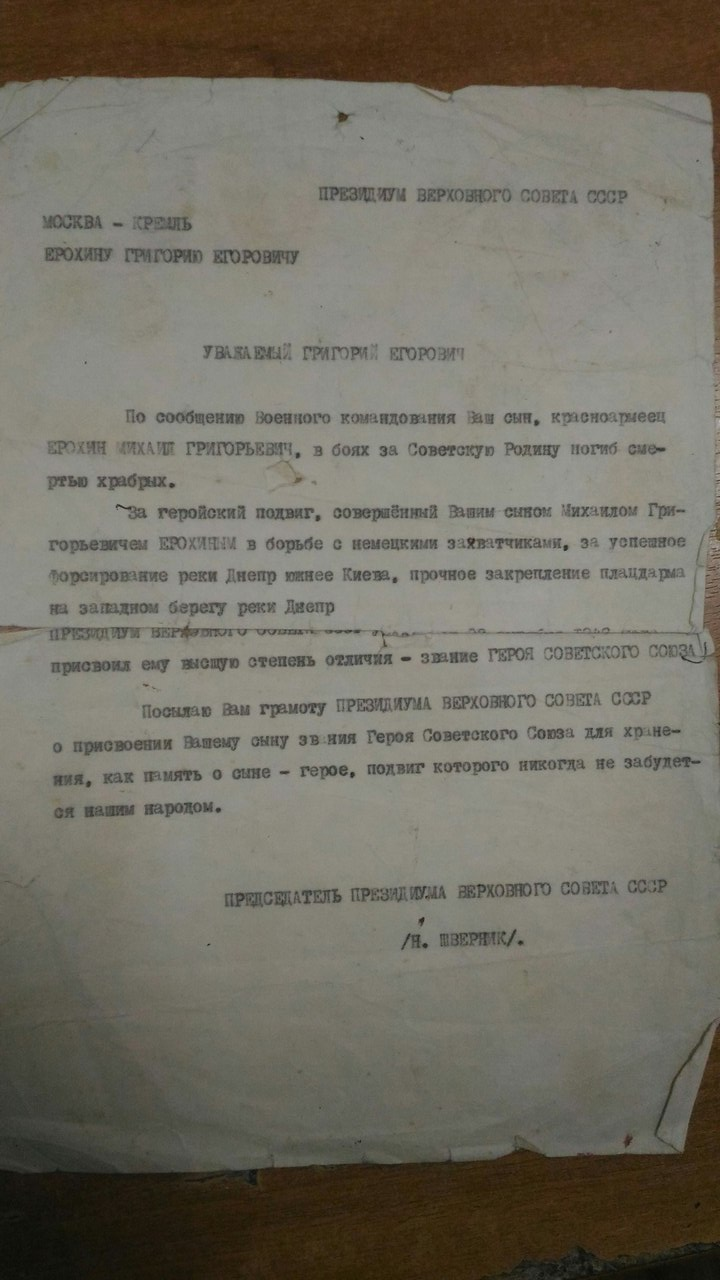 ПРЕЗИДИУМ ВЕРХОВНОГО СОВЕТА СССР
МОСКВА - КРЕМЛЬ
ЕРОХИНУ ГРИГОРИЮ ЕГОРОВИЧУ
УВАЖАЕМЫЙ ГРИГОРИЙ ЕГОРОВИЧ
По сообщению Военного командования Ваш сын, красноармеец
ЕРОХИН МИХАИЛ ГРИГОРЬЕВИЧ, в боях за Советскую Родину погиб сме-
ртью храбрых.
За геройский подвиг, совершённый Вашим сыном Михаилом Гри-
горьевичем ЕРОХИНЫМ в борьбе с немецкими захватчиками, за успешное
форсирование реки Днепр южнее Киева, прочное закрепление плацдарма
на западном берегу реки Днепр
ПРЕЗИДИУМ ВЕРХОВНОГО
присвоил ему высшую степень отличия - звание ГЕРОЯ СОВЕТСКОГО СОЮЗА
Посылаю Вам грамоту ПРЕЗИДИУМА ВЕРХОВНОГО СОВЕТА СССР
о присвоении Вашему сыну звания Героя Советского Союза для хране-
ния, как память о сыне - герое, подвиг которого никогда не забудет-
ся нашим народом.
ПРЕДСЕДАТЕЛЬ ПРЕЗИДИУМА ВЕРХОВНОГО СОВЕТА СССР
/Н. ШВЕРНИК/.